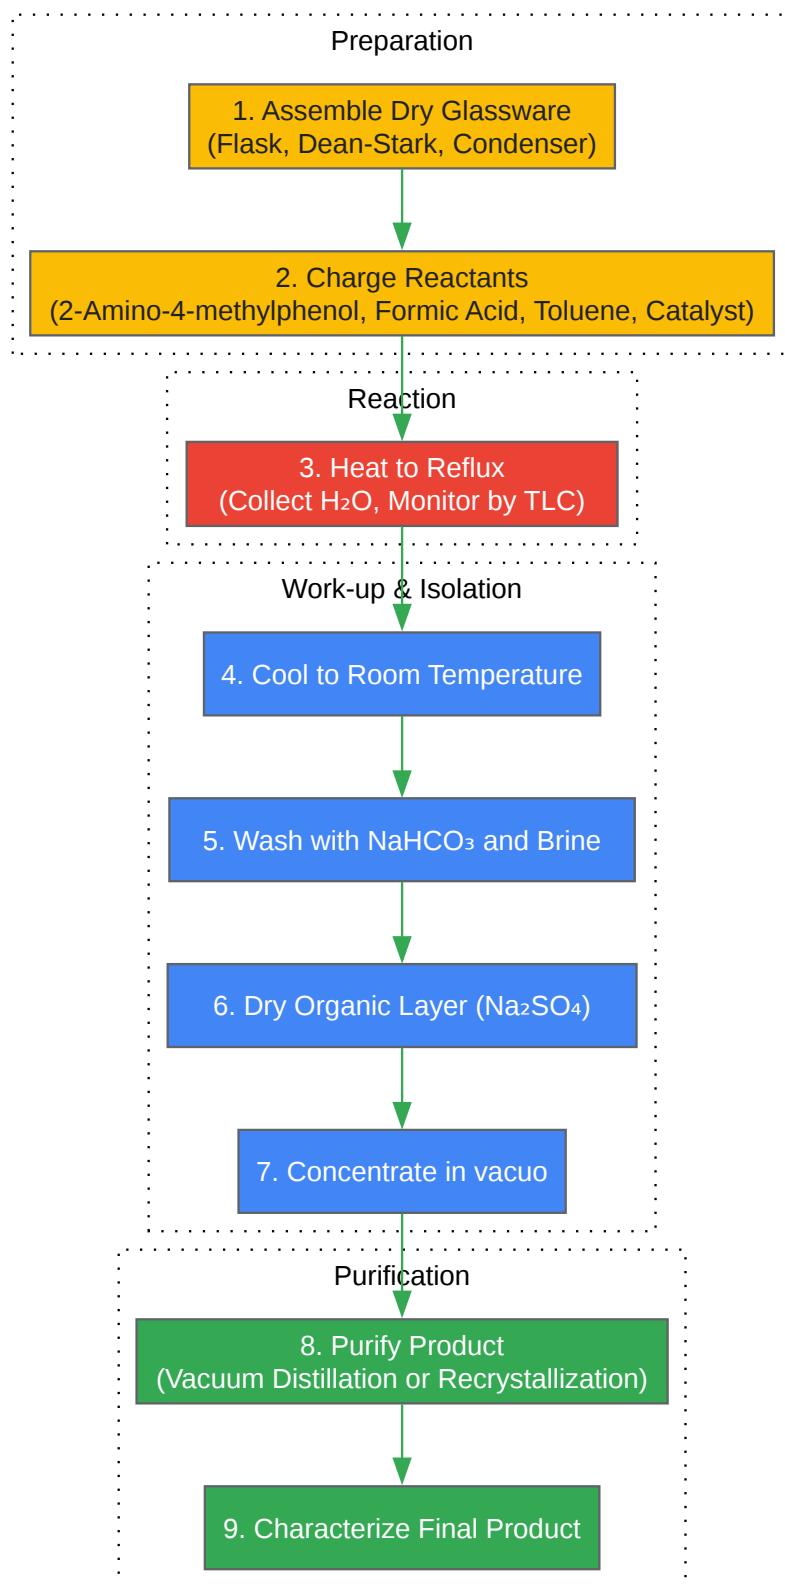 Preparation
1. Assemble Dry Glassware
(Flask, Dean-Stark, Condenser)
2. Charge Reactants
(2-Amino-4-methylphenol, Formic Acid, Toluene, Catalyst)
Reaction
3. Heat to Reflux
(Collect H₂O, Monitor by TLC)
Work-up & Isolation
4. Cool to Room Temperature
5. Wash with NaHCO₃ and Brine
6. Dry Organic Layer (Na₂SO₄)
7. Concentrate in vacuo
Purification
8. Purify Product
(Vacuum Distillation or Recrystallization)
9. Characterize Final Product